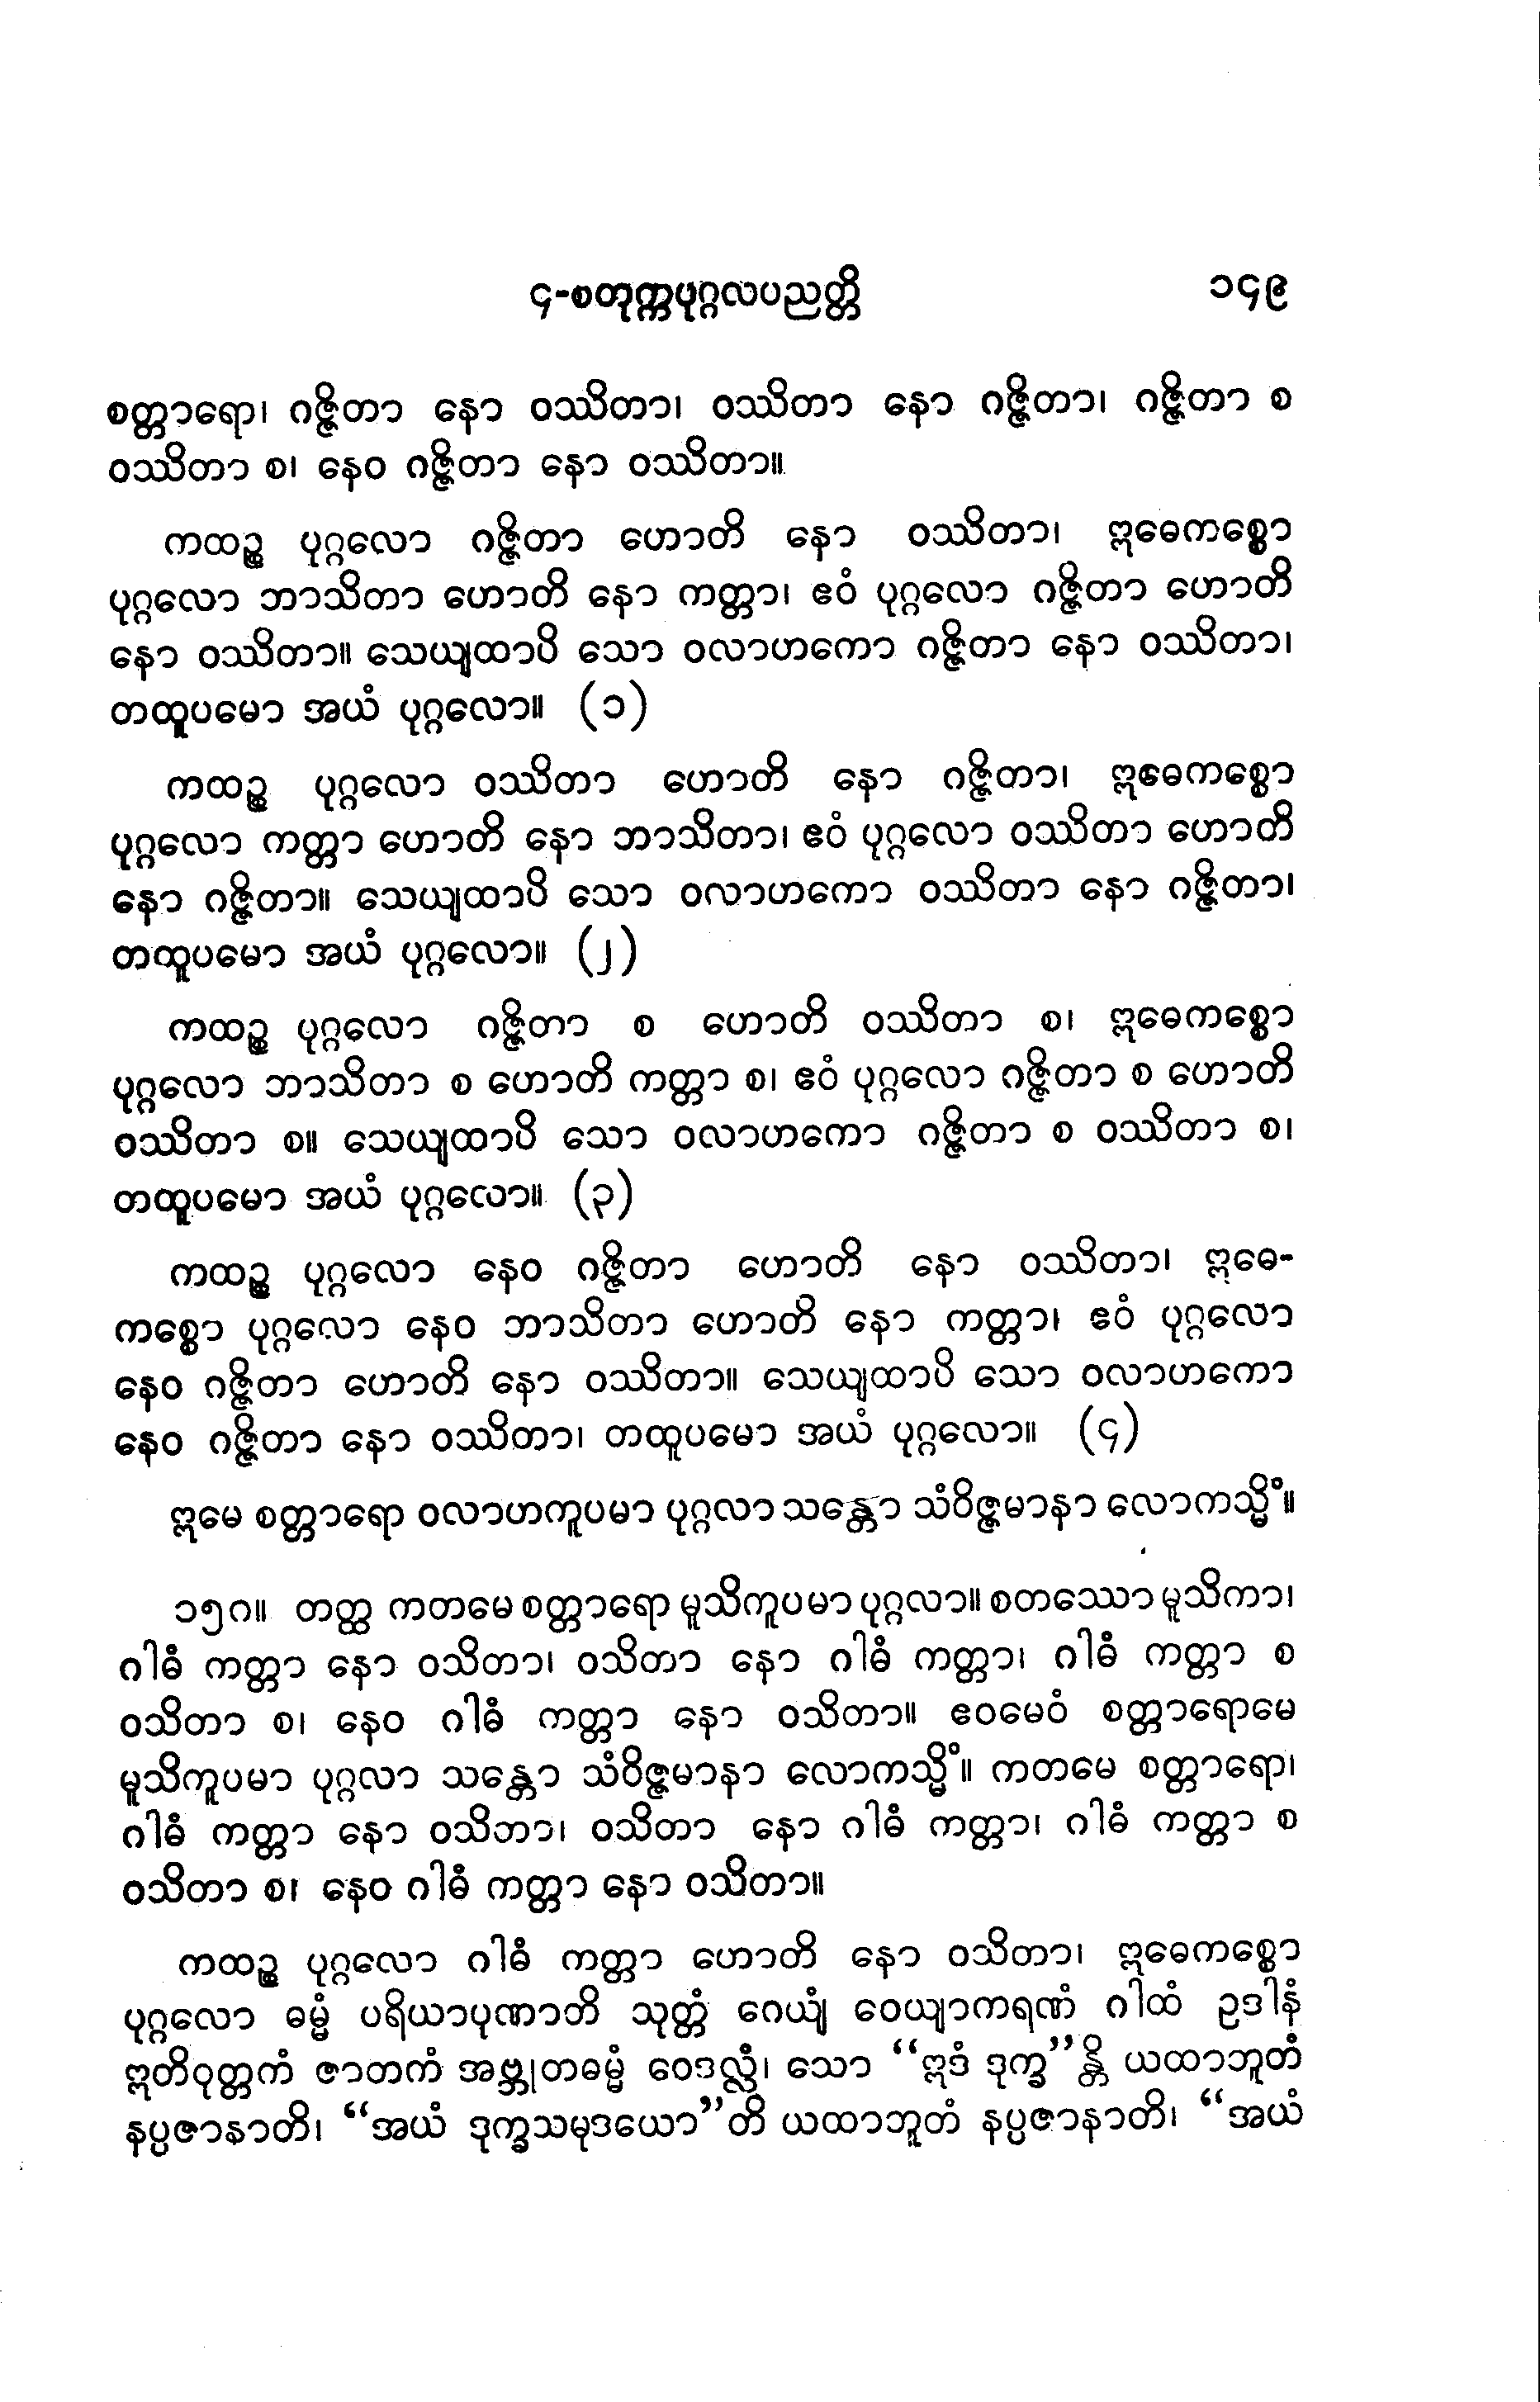 ၄-စတုက္ကပုဂ္ဂလပညတ္တိ ၁၄၉
စတ္တာရော၊ ဂဇ္ဇိတာ နော ဝဿိတာ၊ ဝဿိတာ နော ဂဇ္ဇိတာ၊ ဂဇ္ဇိတာ စ
ဝဿိတာ စ၊ နေဝ ဂဇ္ဇိတာ နော ဝဿိတာ။
ကထဉ္စ ပုဂ္ဂလော ဂဇ္ဇိတာ ဟောတိ နော ဝဿိတာ၊ ဣဓေကစ္စော
ပုဂ္ဂလော ဘာသိတာ ဟောတိ နော ကတ္တာ၊ ဧဝံ ပုဂ္ဂလော ဂဇ္ဇိတာ ဟောတိ
နော ဝဿိတာ။ သေယျထာပိ သော ဝလာဟကော ဂဇ္ဇိတာ နော ဝဿိတာ၊
တထူပမော အယံ ပုဂ္ဂလော။ (၁)
ကထဉ္စ ပုဂ္ဂလော ဝဿိတာ ဟောတိ နော ဂဇ္ဇိတာ၊ ဣဓေကစ္စော
ပုဂ္ဂလော ကတ္တာ ဟောတိ နော ဘာသိတာ၊ ဧဝံ ပုဂ္ဂလော ဝဿိတာ ဟောတိ
နော ဂဇ္ဇိတာ။ သေယျထာပိ သော ဝလာဟကော ဝဿိတာ နော ဂဇ္ဇိတာ၊
တထူပမော အယံ ပုဂ္ဂလော။ (၂)
ကထဉ္စ ပုဂ္ဂလော ဂဇ္ဇိတာ စ ဟောတိ ဝဿိတာ စ၊ ဣဓေကစ္စော
ပုဂ္ဂလော ဘာသိတာ စ ဟောတိ ကတ္တာ စ၊ ဧဝံ ပုဂ္ဂလော ဂဇ္ဇိတာ စ ဟောတိ
ဝဿိတာ စ။ သေယျထာပိ သော ဝလာဟကော ဂဇ္ဇိတာ စ ဝဿိတာ စ၊
တထူပမော အယံ ပုဂ္ဂလော။ (၃)
ကထဉ္စ ပုဂ္ဂလော နေဝ ဂဇ္ဇိတာ ဟောတိ နော ဝဿိတာ၊ ဣဓေ-
ကစ္စော ပုဂ္ဂလော နေဝ ဘာသိတာ ဟောတိ နော ကတ္တာ၊ ဧဝံ ပုဂ္ဂလော
နေဝ ဂဇ္ဇိတာ ဟောတိ နော ဝဿိတာ။ သေယျထာပိ သော ဝလာဟကော
နေဝ ဂဇ္ဇိတာ နော ဝဿိတာ၊ တထူပမော အယံ ပုဂ္ဂလော။ (၄)
ဣမေ စတ္တာရော ဝလာဟကူပမာ ပုဂ္ဂလာ သန္တော သံဝိဇ္ဇမာနာ လောကသ္မိံ။
၁၅၈။ တတ္ထ ကတမေ စတ္တာရော မူသိကူပမာ ပုဂ္ဂလာ။ စတဿော မူသိကာ၊
ဂါဓံ ကတ္တာ နော ဝသိတာ၊ ဝသိတာ နော ဂါဓံ ကတ္တာ၊ ဂါဓံ ကတ္တာ စ
ဝသိတာ စ၊ နေဝ ဂါဓံ ကတ္တာ နော ဝသိတာ။ ဧဝမေဝံ စတ္တာရောမေ
မူသိကူပမာ ပုဂ္ဂလာ သန္တော သံဝိဇ္ဇမာနာ လောကသ္မိံ။ ကတမေ စတ္တာရော၊
ဂါဓံ ကတ္တာ နော ဝသိတာ၊ ဝသိတာ နော ဂါဓံ ကတ္တာ၊ ဂါဓံ ကတ္တာ စ
ဝသိတာ စ၊ နေဝ ဂါဓံ ကတ္တာ နော ဝသိတာ။
ကထဉ္စ ပုဂ္ဂလော ဂါဓံ ကတ္တာ ဟောတိ နော ဝသိတာ၊ ဣဓေကစ္စော
ပုဂ္ဂလော ဓမ္မံ ပရိယာပုဏာတိ သုတ္တံ ဂေယျံ ဝေယျာကရဏံ ဂါထံ ဥဒါနံ
ဣတိဝုတ္တကံ ဇာတကံ အဗ္ဘုတဓမ္မံ ဝေဒလ္လံ၊ သော “ဣဒံ ဒုက္ခ”န္တိ ယထာဘူတံ
နပ္ပဇာနာတိ၊ “အယံ ဒုက္ခသမုဒယော”တိ ယထာဘူတံ နပ္ပဇာနာတိ၊ “အယံ